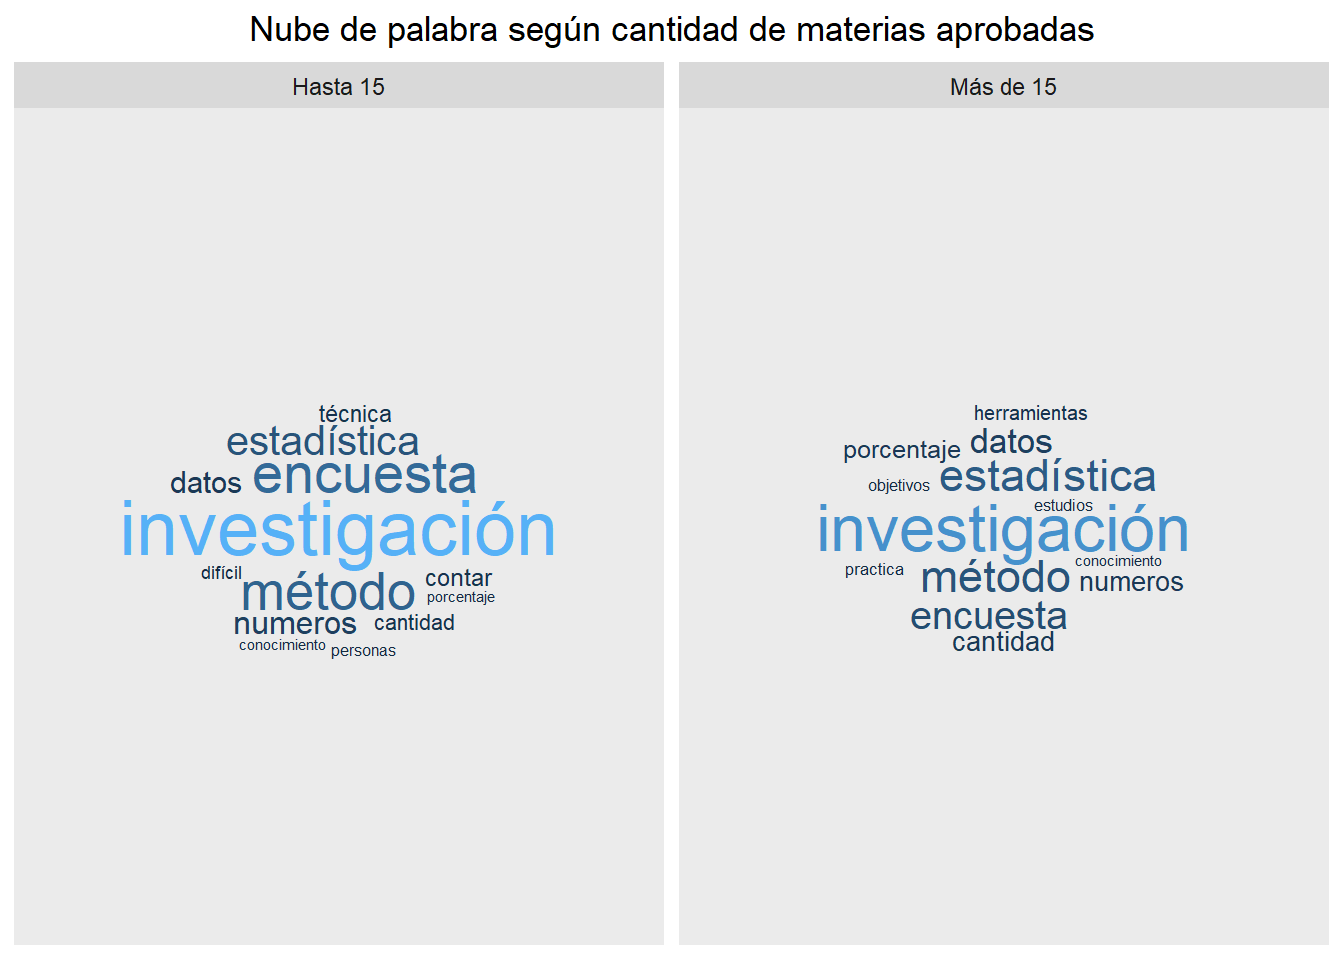 Nube de palabra según cantidad de materias aprobadas
Hasta 15
técnica
estadística
datos encuesta
investigación
difícil método contar
porcentaje
numeros cantidad
conocimiento personas
Más de 15
herramientas
porcentaje datos
objetivos estadística
estudios
investigación
practica método conocimiento
numeros
encuesta
cantidad